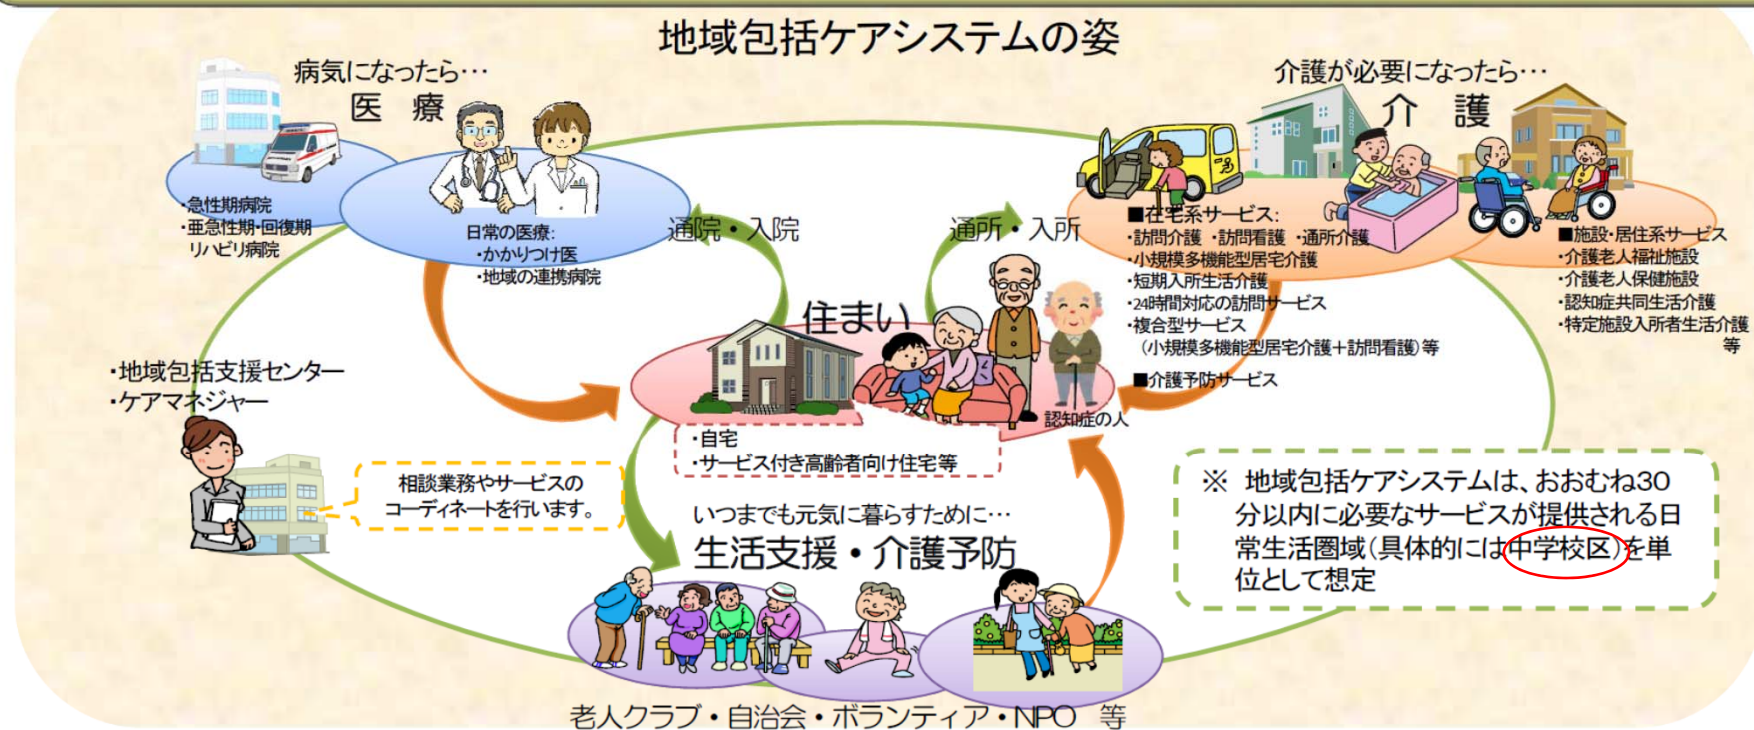 地域包括ケアシステムの姿
病気になったら…
医 療
・急性期病院
・亜急性期・回復期
リハビリ病院
日常の医療:
・かかりつけ医
・地域の連携病院
通院・入院
通所・入所
介護が必要になったら…
介 護
■在宅系サービス:
・訪問介護 ・訪問看護 ・通所介護
・小規模多機能型居宅介護
・短期入所生活介護
・24時間対応の訪問サービス
・複合型サービス
(小規模多機能型居宅介護+訪問看護)等
■介護予防サービス
■施設・居住系サービス
・介護老人福祉施設
・介護老人保健施設
・認知症共同生活介護
・特定施設入所者生活介護
等
住まい
認知症の人
・自宅
・サービス付き高齢者向け住宅等
・地域包括支援センター
・ケアマネジャー
相談業務やサービスの
コーディネートを行います。
いつまでも元気に暮らすために…
生活支援・介護予防
老人クラブ・自治会・ボランティア・NPO 等
※ 地域包括ケアシステムは、おおむね30
分以内に必要なサービスが提供される日
常生活圏域(具体的には中学校区)を単
位として想定